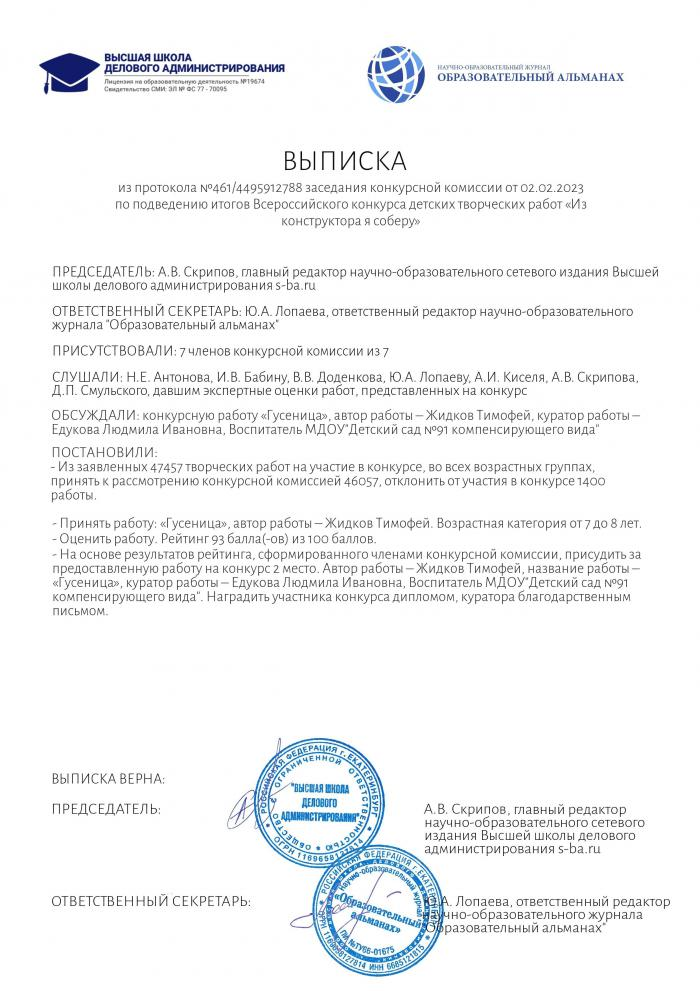 ВЫСШАЯ ШКОЛА
ДЕЛОВОГО АДМИНИСТРИРОВАНИЯ
Лицензия на образовательную деятельность №19674
Свидетельство СМИ: ЭЛ № ФС 77 - 70095
НАУЧНО-ОБРАЗОВАТЕЛЬНЫЙ ЖУРНАЛ
ОБРАЗОВАТЕЛЬНЫЙ АЛЬМАНАХ
ВЫПИСКА
из протокола №461/4495912788 заседания конкурсной комиссии от 02.02.2023
по подведению итогов Всероссийского конкурса детских творческих работ «Из
конструктора я соберу»
ПРЕДСЕДАТЕЛЬ: А.В. Скрипов, главный редактор научно-образовательного сетевого издания Высшей
школы делового администрирования s-ba.ru
ОТВЕТСТВЕННЫЙ СЕКРЕТАРЬ: Ю.А. Лопаева, ответственный редактор научно-образовательного
журнала "Образовательный альманах"
ПРИСУТСТВОВАЛИ: 7 членов конкурсной комиссии из 7
СЛУШАЛИ: Н.Е. Антонова, И.В. Бабину, В.В. Доденкова, Ю.А. Лопаеву, А.И. Киселя, А.В. Скрипова,
Д.П. Смульского, давшим экспертные оценки работ, представленных на конкурс
ОБСУЖДАЛИ: конкурсную работу «Гусеница», автор работы – Жидков Тимофей, куратор работы –
Едукова Людмила Ивановна, Воспитатель МДОУ"Детский сад №91 компенсирующего вида"
ПОСТАНОВИЛИ:
- Из заявленных 47457 творческих работ на участие в конкурсе, во всех возрастных группах,
принять к рассмотрению конкурсной комиссией 46057, отклонить от участия в конкурсе 1400
работы.
- Принять работу: «Гусеница», автор работы – Жидков Тимофей. Возрастная категория от 7 до 8 лет.
- Оценить работу. Рейтинг 93 балла(-ов) из 100 баллов.
- На основе результатов рейтинга, сформированного членами конкурсной комиссии, присудить за
предоставленную работу на конкурс 2 место. Автор работы – Жидков Тимофей, название работы –
«Гусеница», куратор работы – Едукова Людмила Ивановна, Воспитатель МДОУ"Детский сад №91
компенсирующего вида". Наградить участника конкурса дипломом, куратора благодарственным
письмом.
ВЫПИСКА ВЕРНА:
ПРЕДСЕДАТЕЛЬ:
РОССИЙСКАЯ ФЕДЕРАЦИЯ г. ЕКАТЕРИНБУРГ
ОБЩЕСТВО С ОГРАНИЧЕННОЙ ОТВЕТСТВЕННОСТЬЮ
"ВЫСШАЯ ШКОЛА
ДЕЛОВОГО
АДМИНИСТРИРОВАНИЯ"
ОГРН 1169658127814
А.В. Скрипов, главный редактор
научно-образовательного сетевого
издания Высшей школы делового
администрирования s-ba.ru
ОТВЕТСТВЕННЫЙ СЕКРЕТАРЬ:
РОССИЙСКАЯ ФЕДЕРАЦИЯ г. ЕКАТЕРИНБУРГ
Научно-образовательный журнал
«Образовательный
альманах»
ПИ №ТУ66-01675
ОГРН 1169658127814 ИНН 6685121815
Ю.А. Лопаева, ответственный редактор
научно-образовательного журнала
"Образовательный альманах"